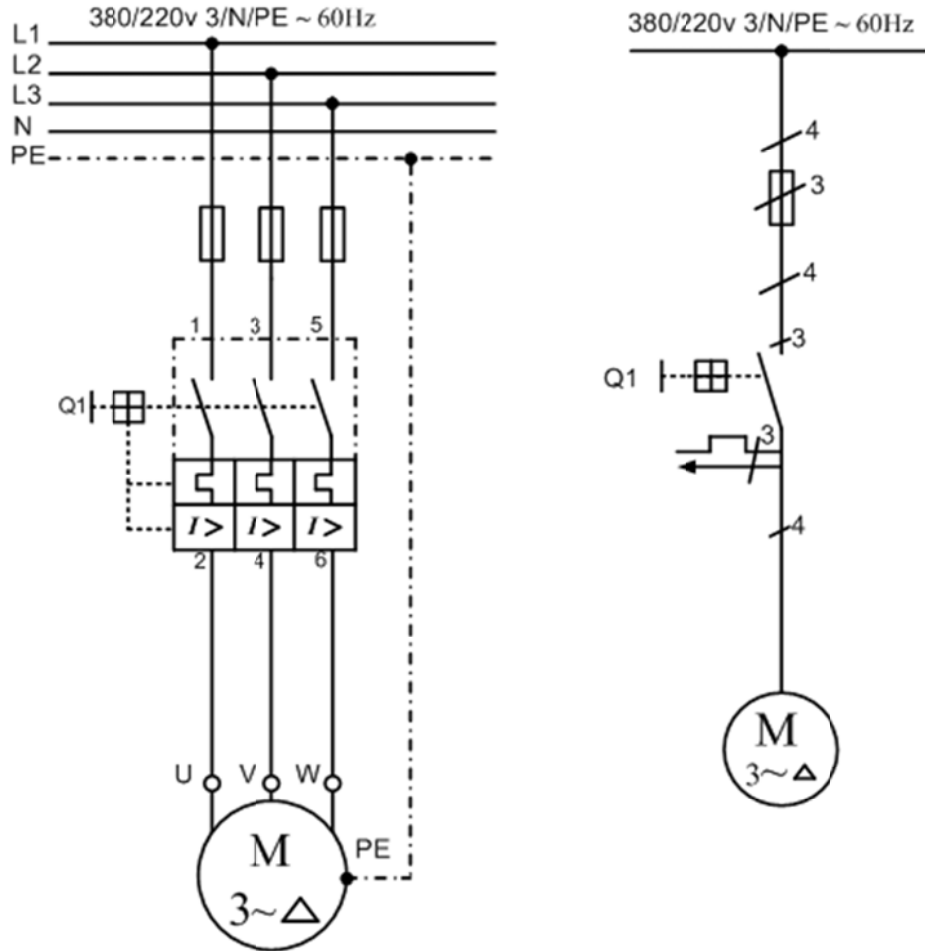 380/220v 3/N/PE ~ 60Hz
L1
L2
L3
N
PE
1 3 5
Q1
I> I> I>
2 4 6
U V W
M
3~ △
PE
380/220v 3/N/PE ~ 60Hz
4
3
4
3
Q1
3
4
M
3~ △